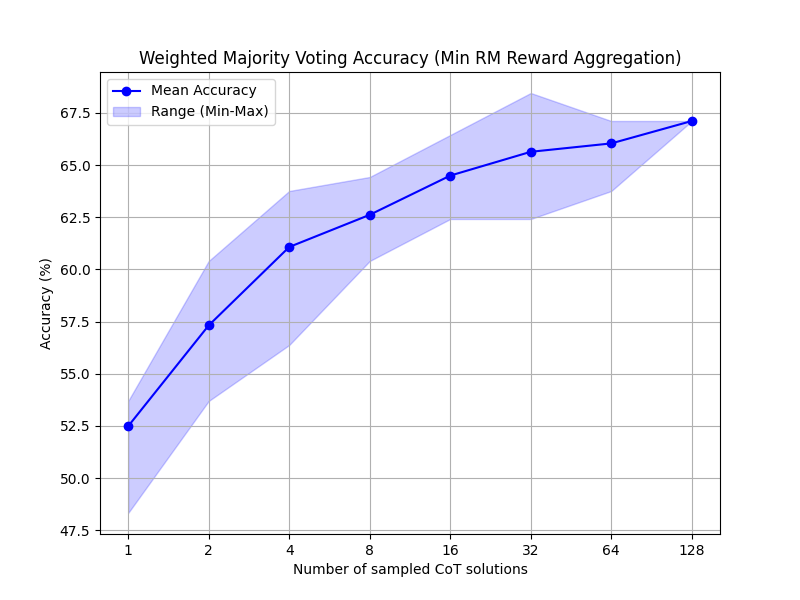 Weighted Majority Voting Accuracy (Min RM Reward Aggregation)
Mean Accuracy
Range (Min-Max)
67.5
65.0
62.5
60.0
57.5
55.0
52.5
50.0
47.5
Accuracy (%)
1 2 4 8 16 32 64 128
Number of sampled CoT solutions